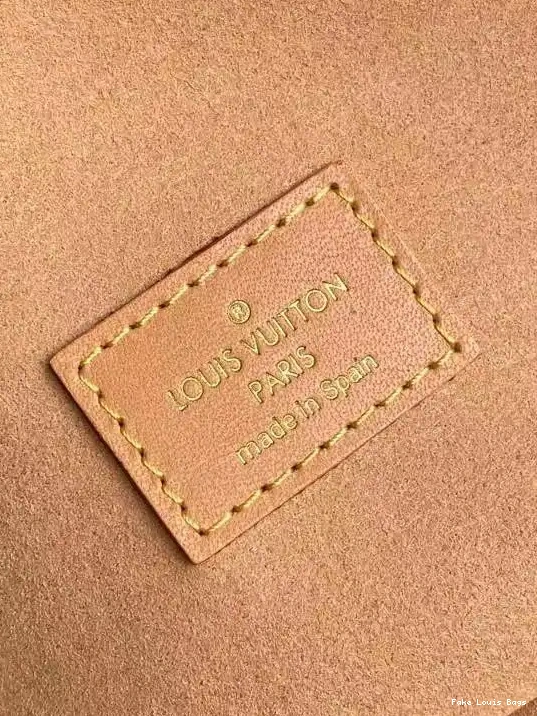 ®
LOUIS VUITTON
PARIS
made in Spain
Fake Louis Bags